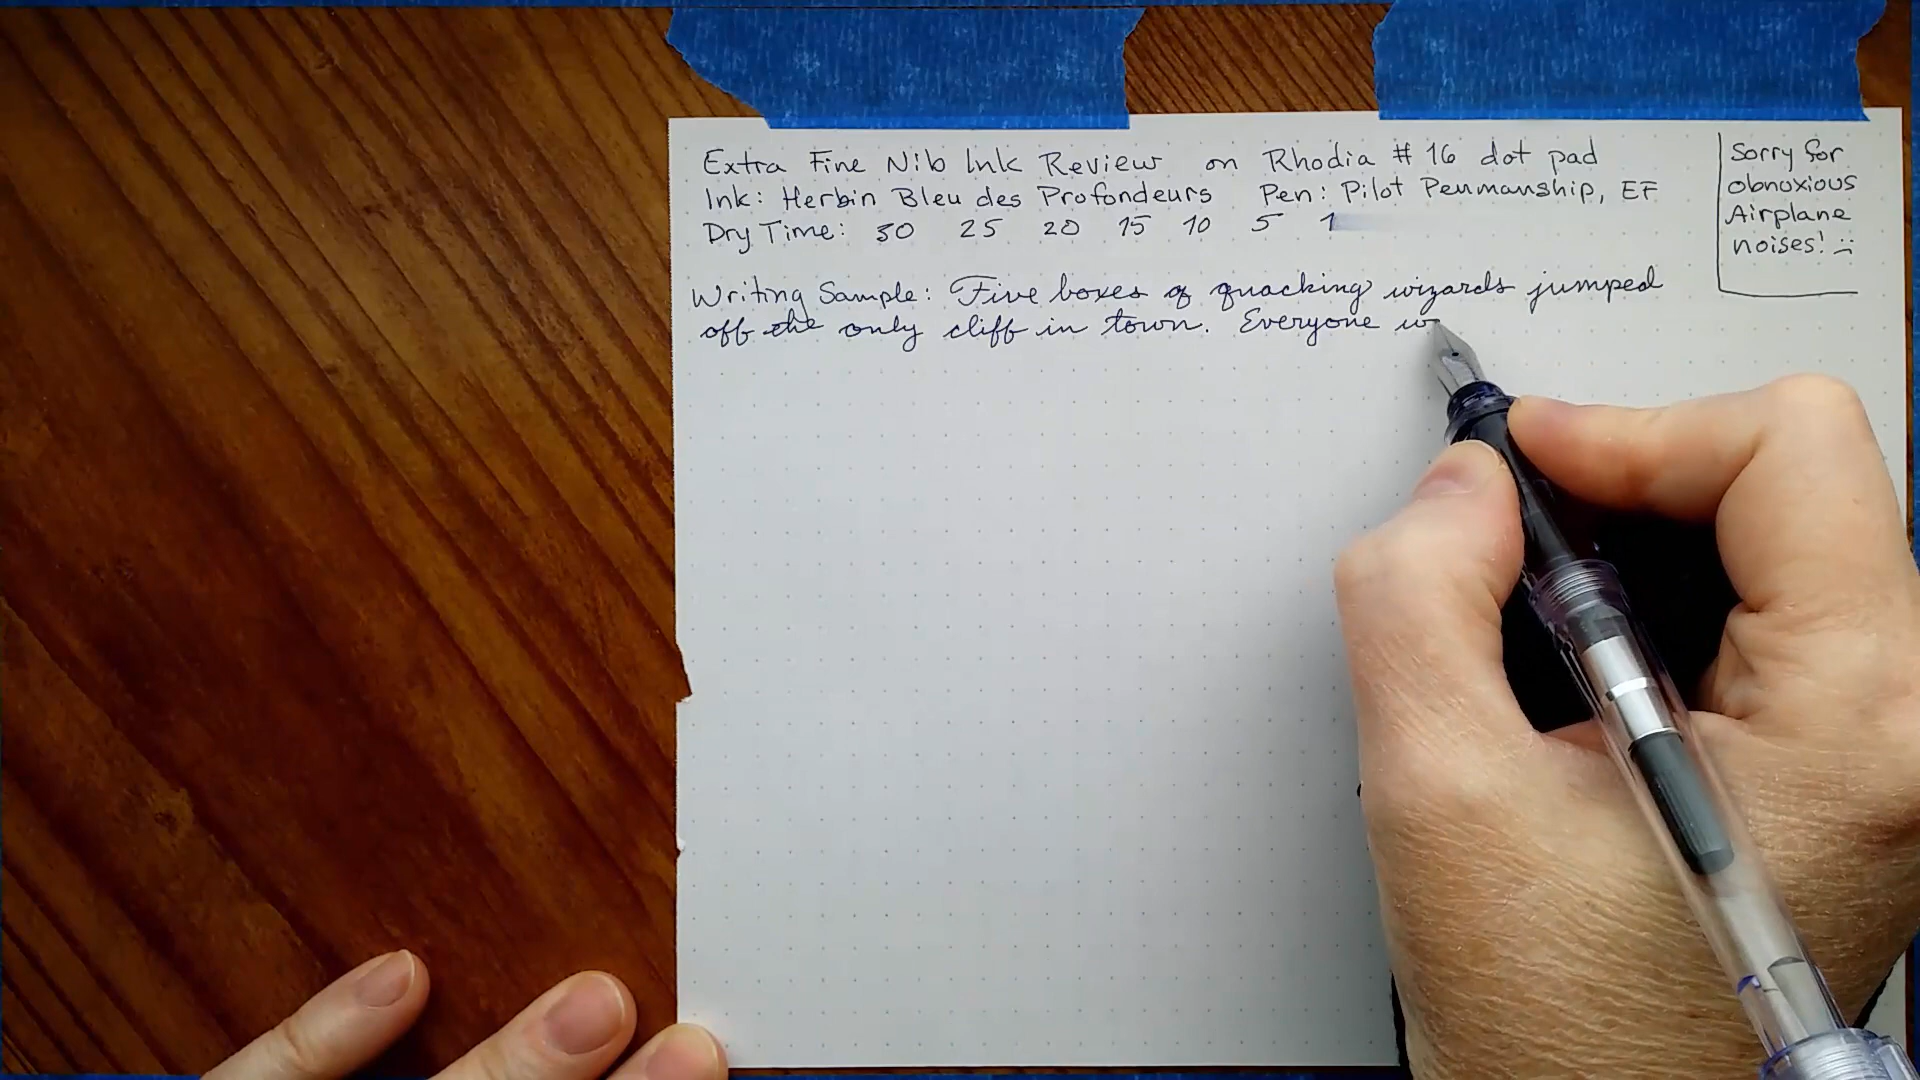 Extra Fine Nib Ink Review on Rhodia #16 dot pad
Ink: Herbin Bleu des Profondeurs Pen: Pilot Penmanship, EF
Dry Time: 30 25 20 15 10 5 1
Writing Sample: Five boxes of quacking wizards jumped
off the only cliff in town. Everyone w
Sorry for
obnoxious
Airplane
noises! :(